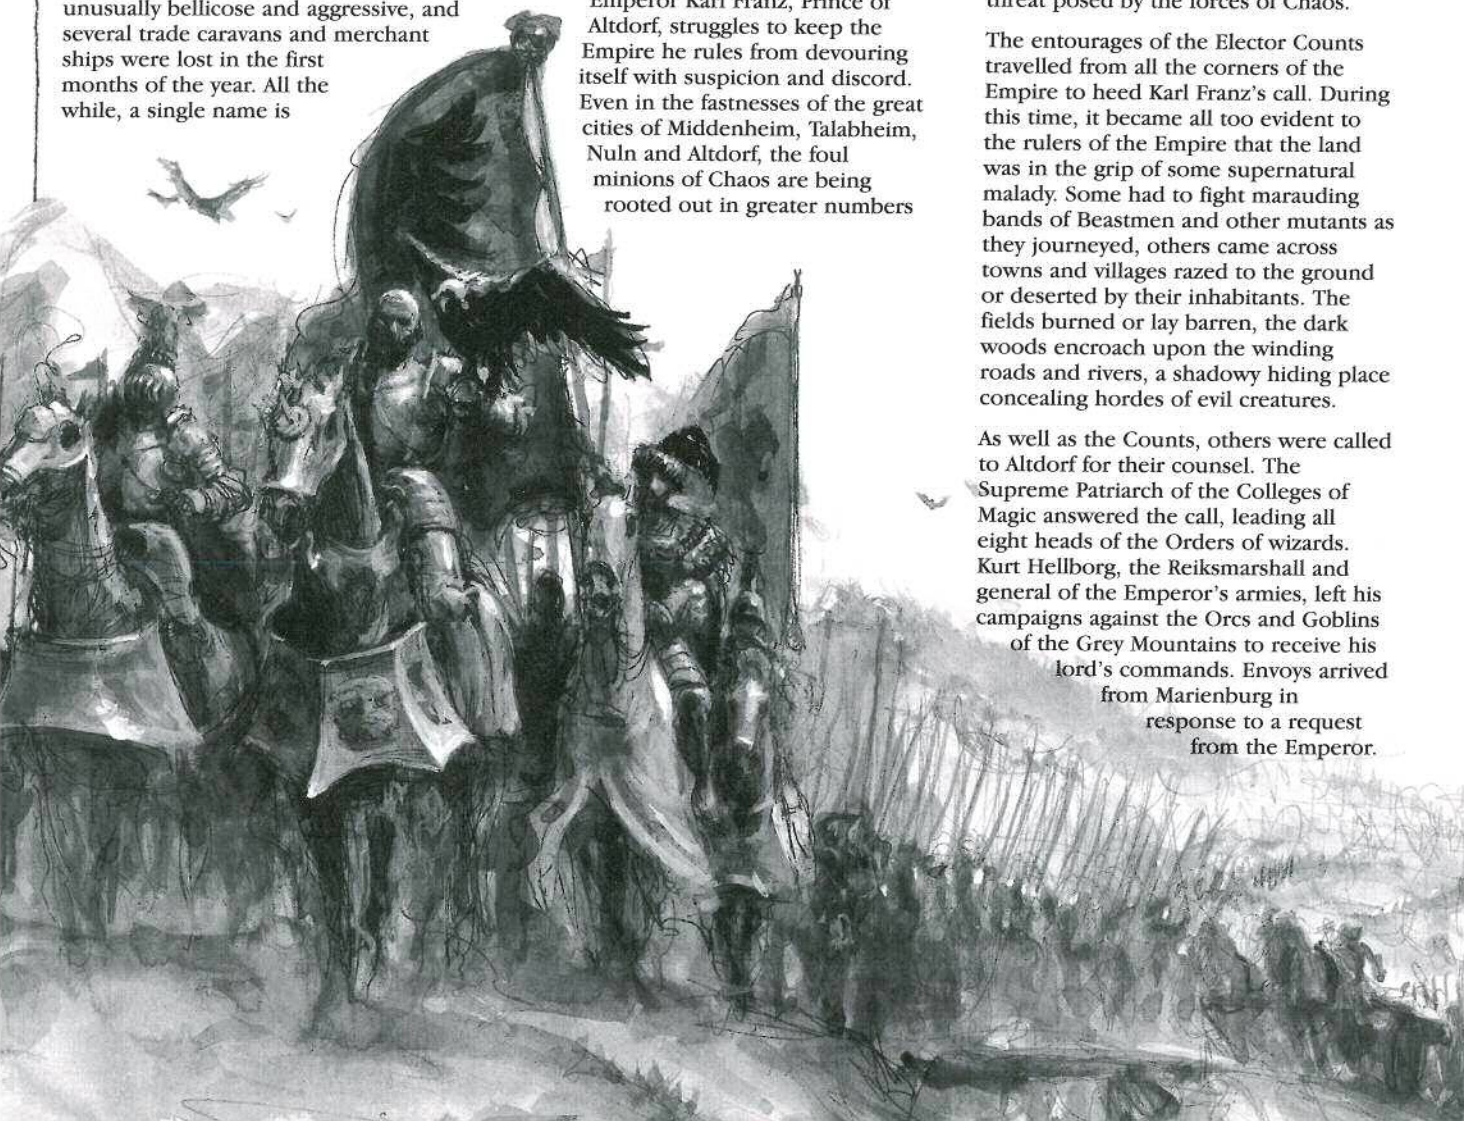 unusually bellicose and aggressive, and
several trade caravans and merchant
ships were lost in the first
months of the year. All the
while, a single name is
Emperor Karl Franz, Prince of
Altdorf, struggles to keep the
Empire he rules from devouring
itself with suspicion and discord.
Even in the fastnesses of the great
cities of Middenheim, Talabheim,
Nuln and Altdorf, the foul
minions of Chaos are being
rooted out in greater numbers
threat posed by the forces of Chaos.
The entourages of the Elector Counts
travelled from all the corners of the
Empire to heed Karl Franz's call. During
this time, it became all too evident to
the rulers of the Empire that the land
was in the grip of some supernatural
malady. Some had to fight marauding
bands of Beastmen and other mutants as
they journeyed, others came across
towns and villages razed to the ground
or deserted by their inhabitants. The
fields burned or lay barren, the dark
woods encroach upon the winding
roads and rivers, a shadowy hiding place
concealing hordes of evil creatures.
As well as the Counts, others were called
to Altdorf for their counsel. The
Supreme Patriarch of the Colleges of
Magic answered the call, leading all
eight heads of the Orders of wizards.
Kurt Hellborg, the Reiksmarshall and
general of the Emperor's armies, left his
campaigns against the Orcs and Goblins
of the Grey Mountains to receive his
lord's commands. Envoys arrived
from Marienburg in
response to a request
from the Emperor.